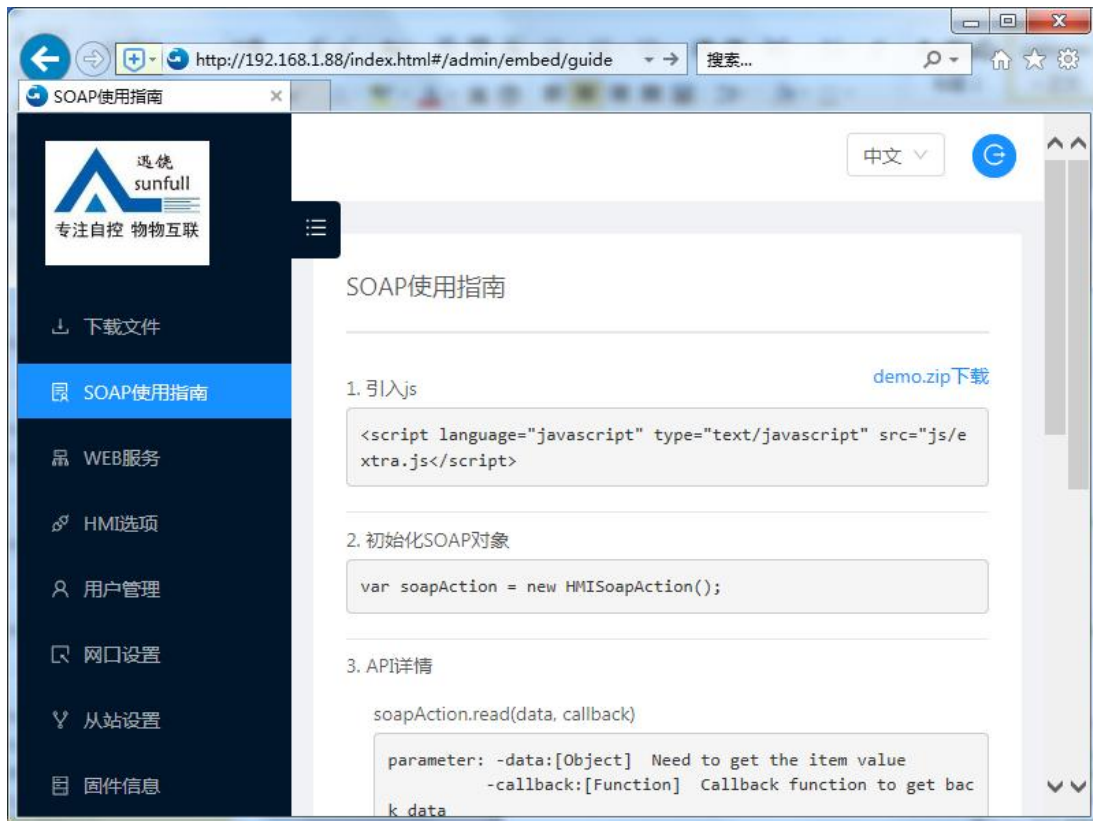 http://192.168.1.88/index.html#/admin/embed/guide
搜索...
SOAP使用指南
迅饶
sunfull
专注自控 物物互联
中文
下载文件
SOAP使用指南
WEB服务
HMI选项
用户管理
网口设置
从站设置
固件信息
SOAP使用指南
demo.zip下载
1. 引入js
<script language="javascript" type="text/javascript" src="js/e
xtra.js</script>
2. 初始化SOAP对象
var soapAction = new HMISoapAction();
3. API详情
soapAction.read(data, callback)
parameter: -data:[Object] Need to get the item value
-callback:[Function] Callback function to get bac
k data